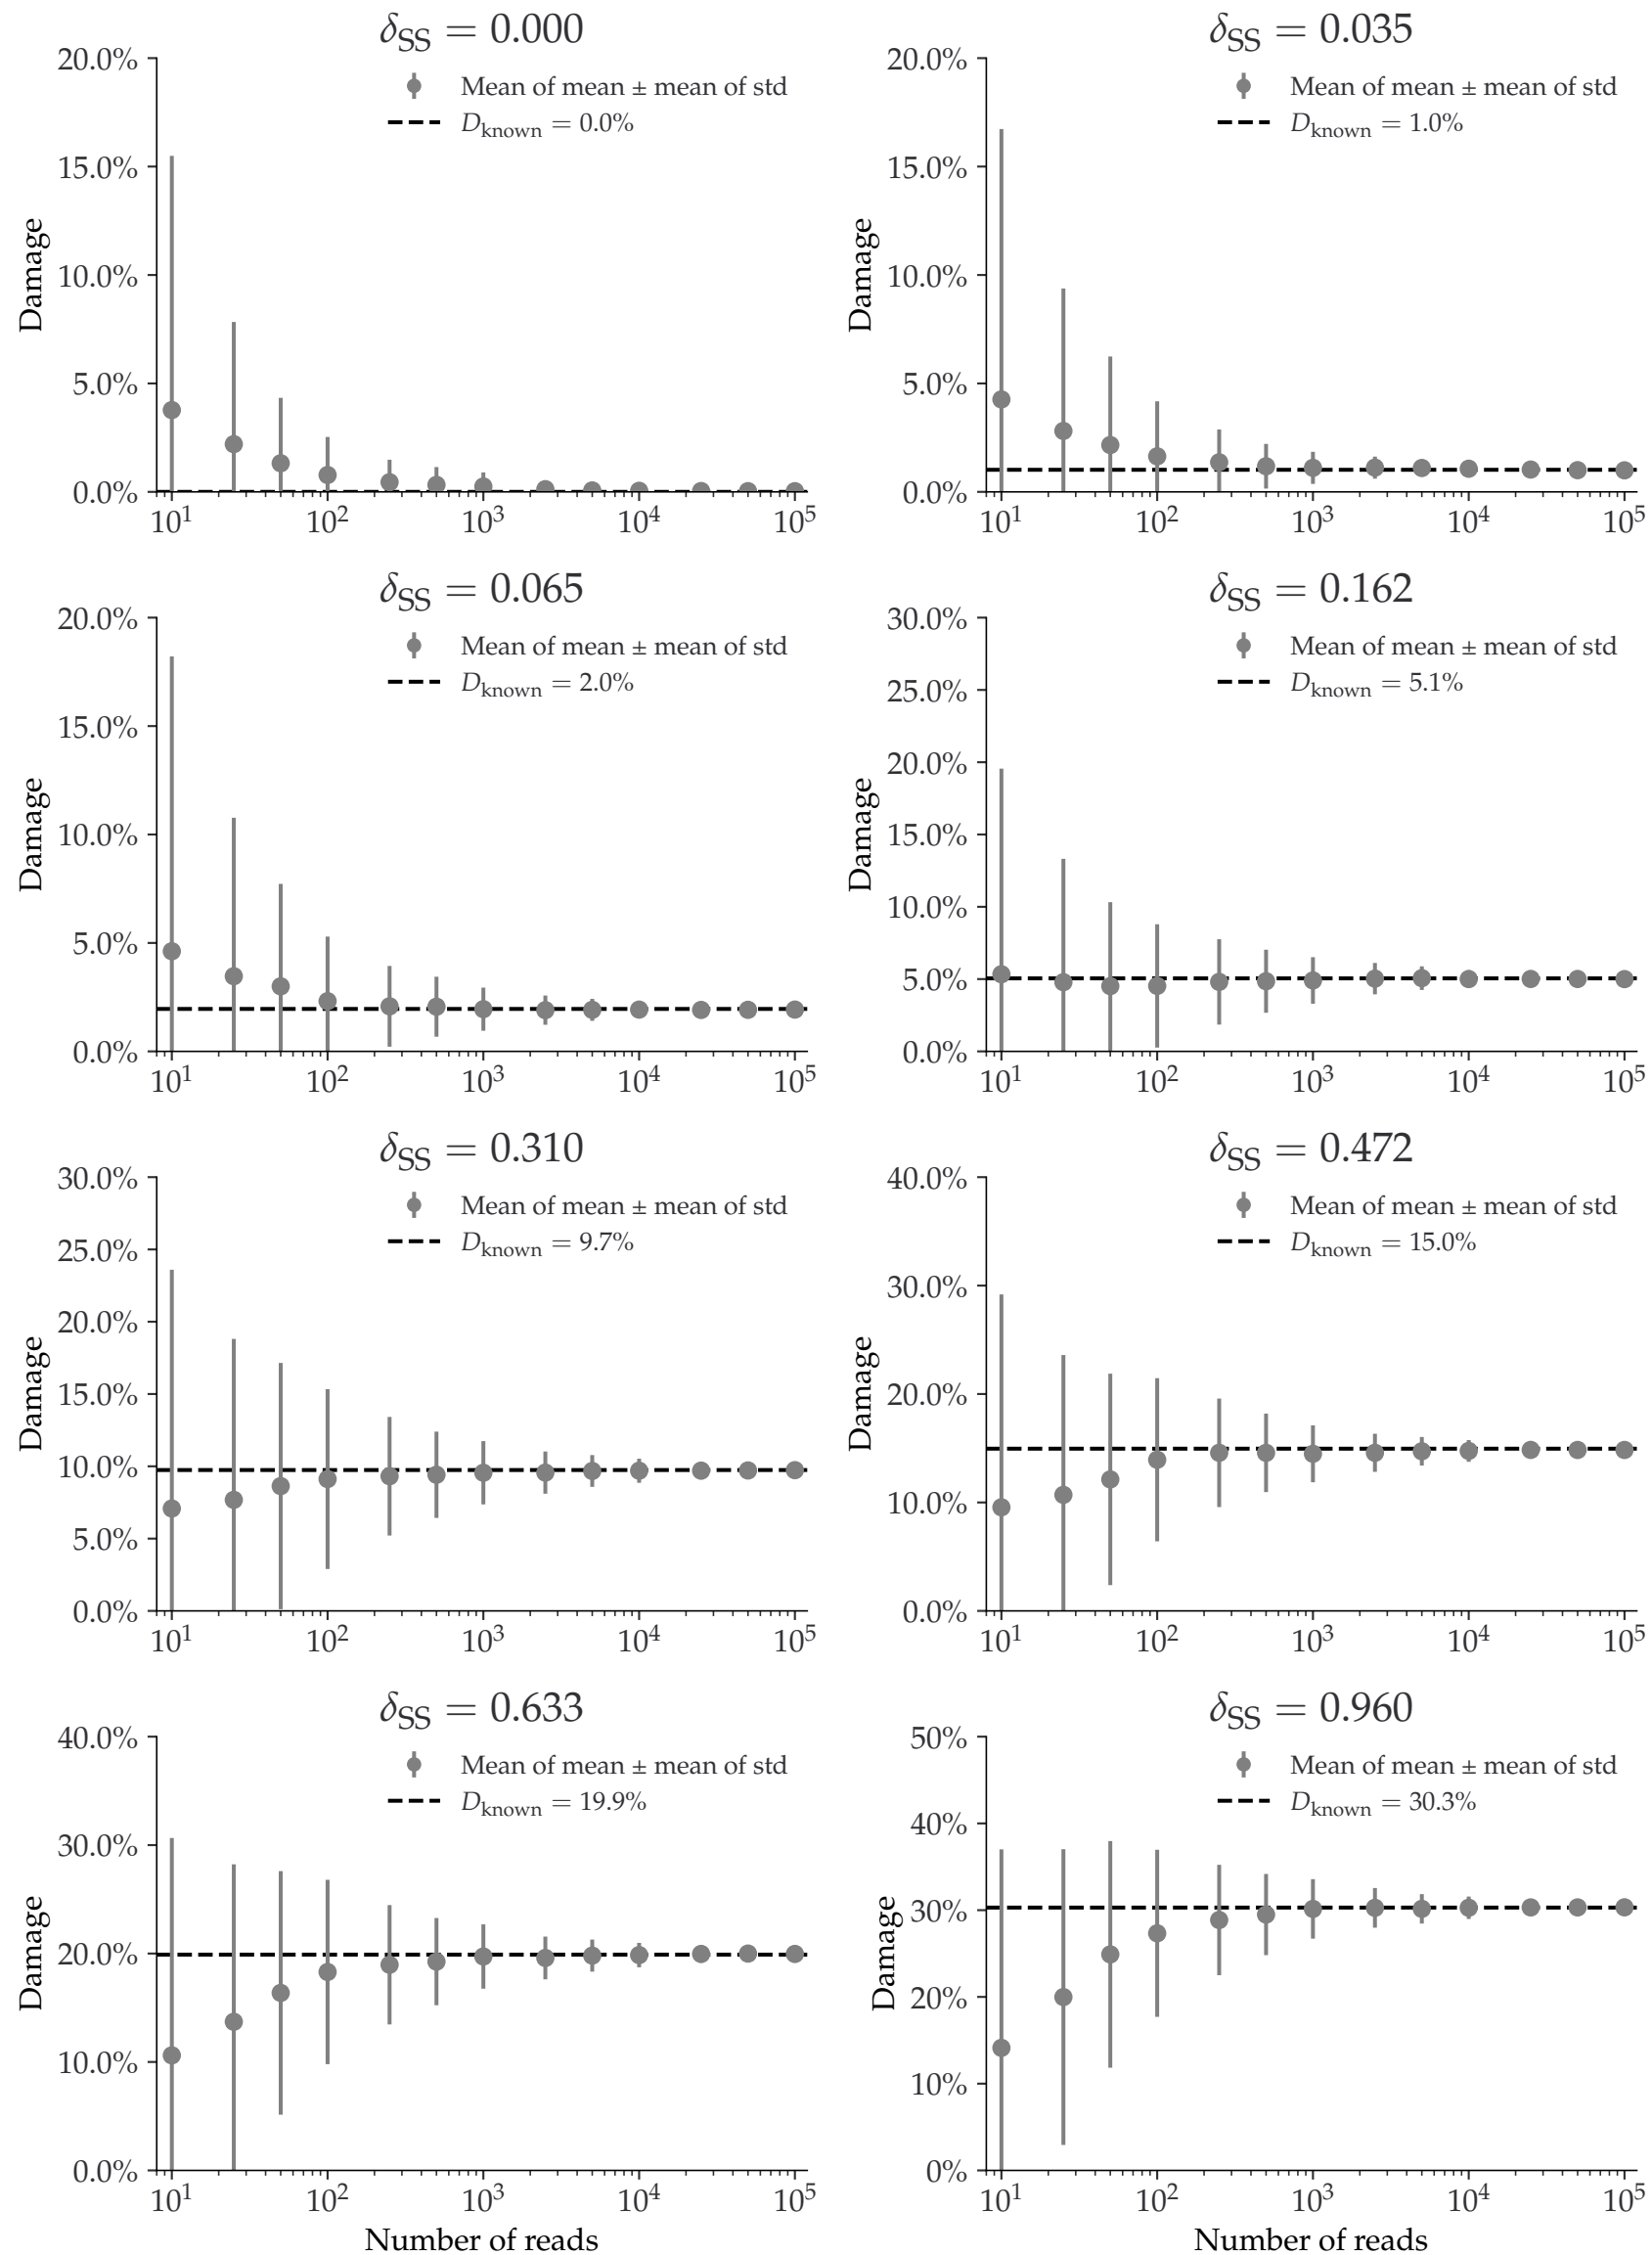 δSS = 0.000
Mean of mean ± mean of std
Dknown = 0.0%
20.0%
15.0%
10.0%
5.0%
0.0%
Damage
10¹ 10² 10³ 10⁴ 10⁵
δSS = 0.035
Mean of mean ± mean of std
Dknown = 1.0%
20.0%
15.0%
10.0%
5.0%
0.0%
Damage
10¹ 10² 10³ 10⁴ 10⁵
δSS = 0.065
Mean of mean ± mean of std
Dknown = 2.0%
20.0%
15.0%
10.0%
5.0%
0.0%
Damage
10¹ 10² 10³ 10⁴ 10⁵
δSS = 0.162
Mean of mean ± mean of std
Dknown = 5.1%
30.0%
25.0%
20.0%
15.0%
10.0%
5.0%
0.0%
Damage
10¹ 10² 10³ 10⁴ 10⁵
δSS = 0.310
Mean of mean ± mean of std
Dknown = 9.7%
30.0%
25.0%
20.0%
15.0%
10.0%
5.0%
0.0%
Damage
10¹ 10² 10³ 10⁴ 10⁵
δSS = 0.472
Mean of mean ± mean of std
Dknown = 15.0%
40.0%
30.0%
20.0%
10.0%
0.0%
Damage
10¹ 10² 10³ 10⁴ 10⁵
δSS = 0.633
Mean of mean ± mean of std
Dknown = 19.9%
40.0%
30.0%
20.0%
10.0%
0.0%
Damage
10¹ 10² 10³ 10⁴ 10⁵
Number of reads
δSS = 0.960
Mean of mean ± mean of std
Dknown = 30.3%
50%
40%
30%
20%
10%
0%
Damage
10¹ 10² 10³ 10⁴ 10⁵
Number of reads